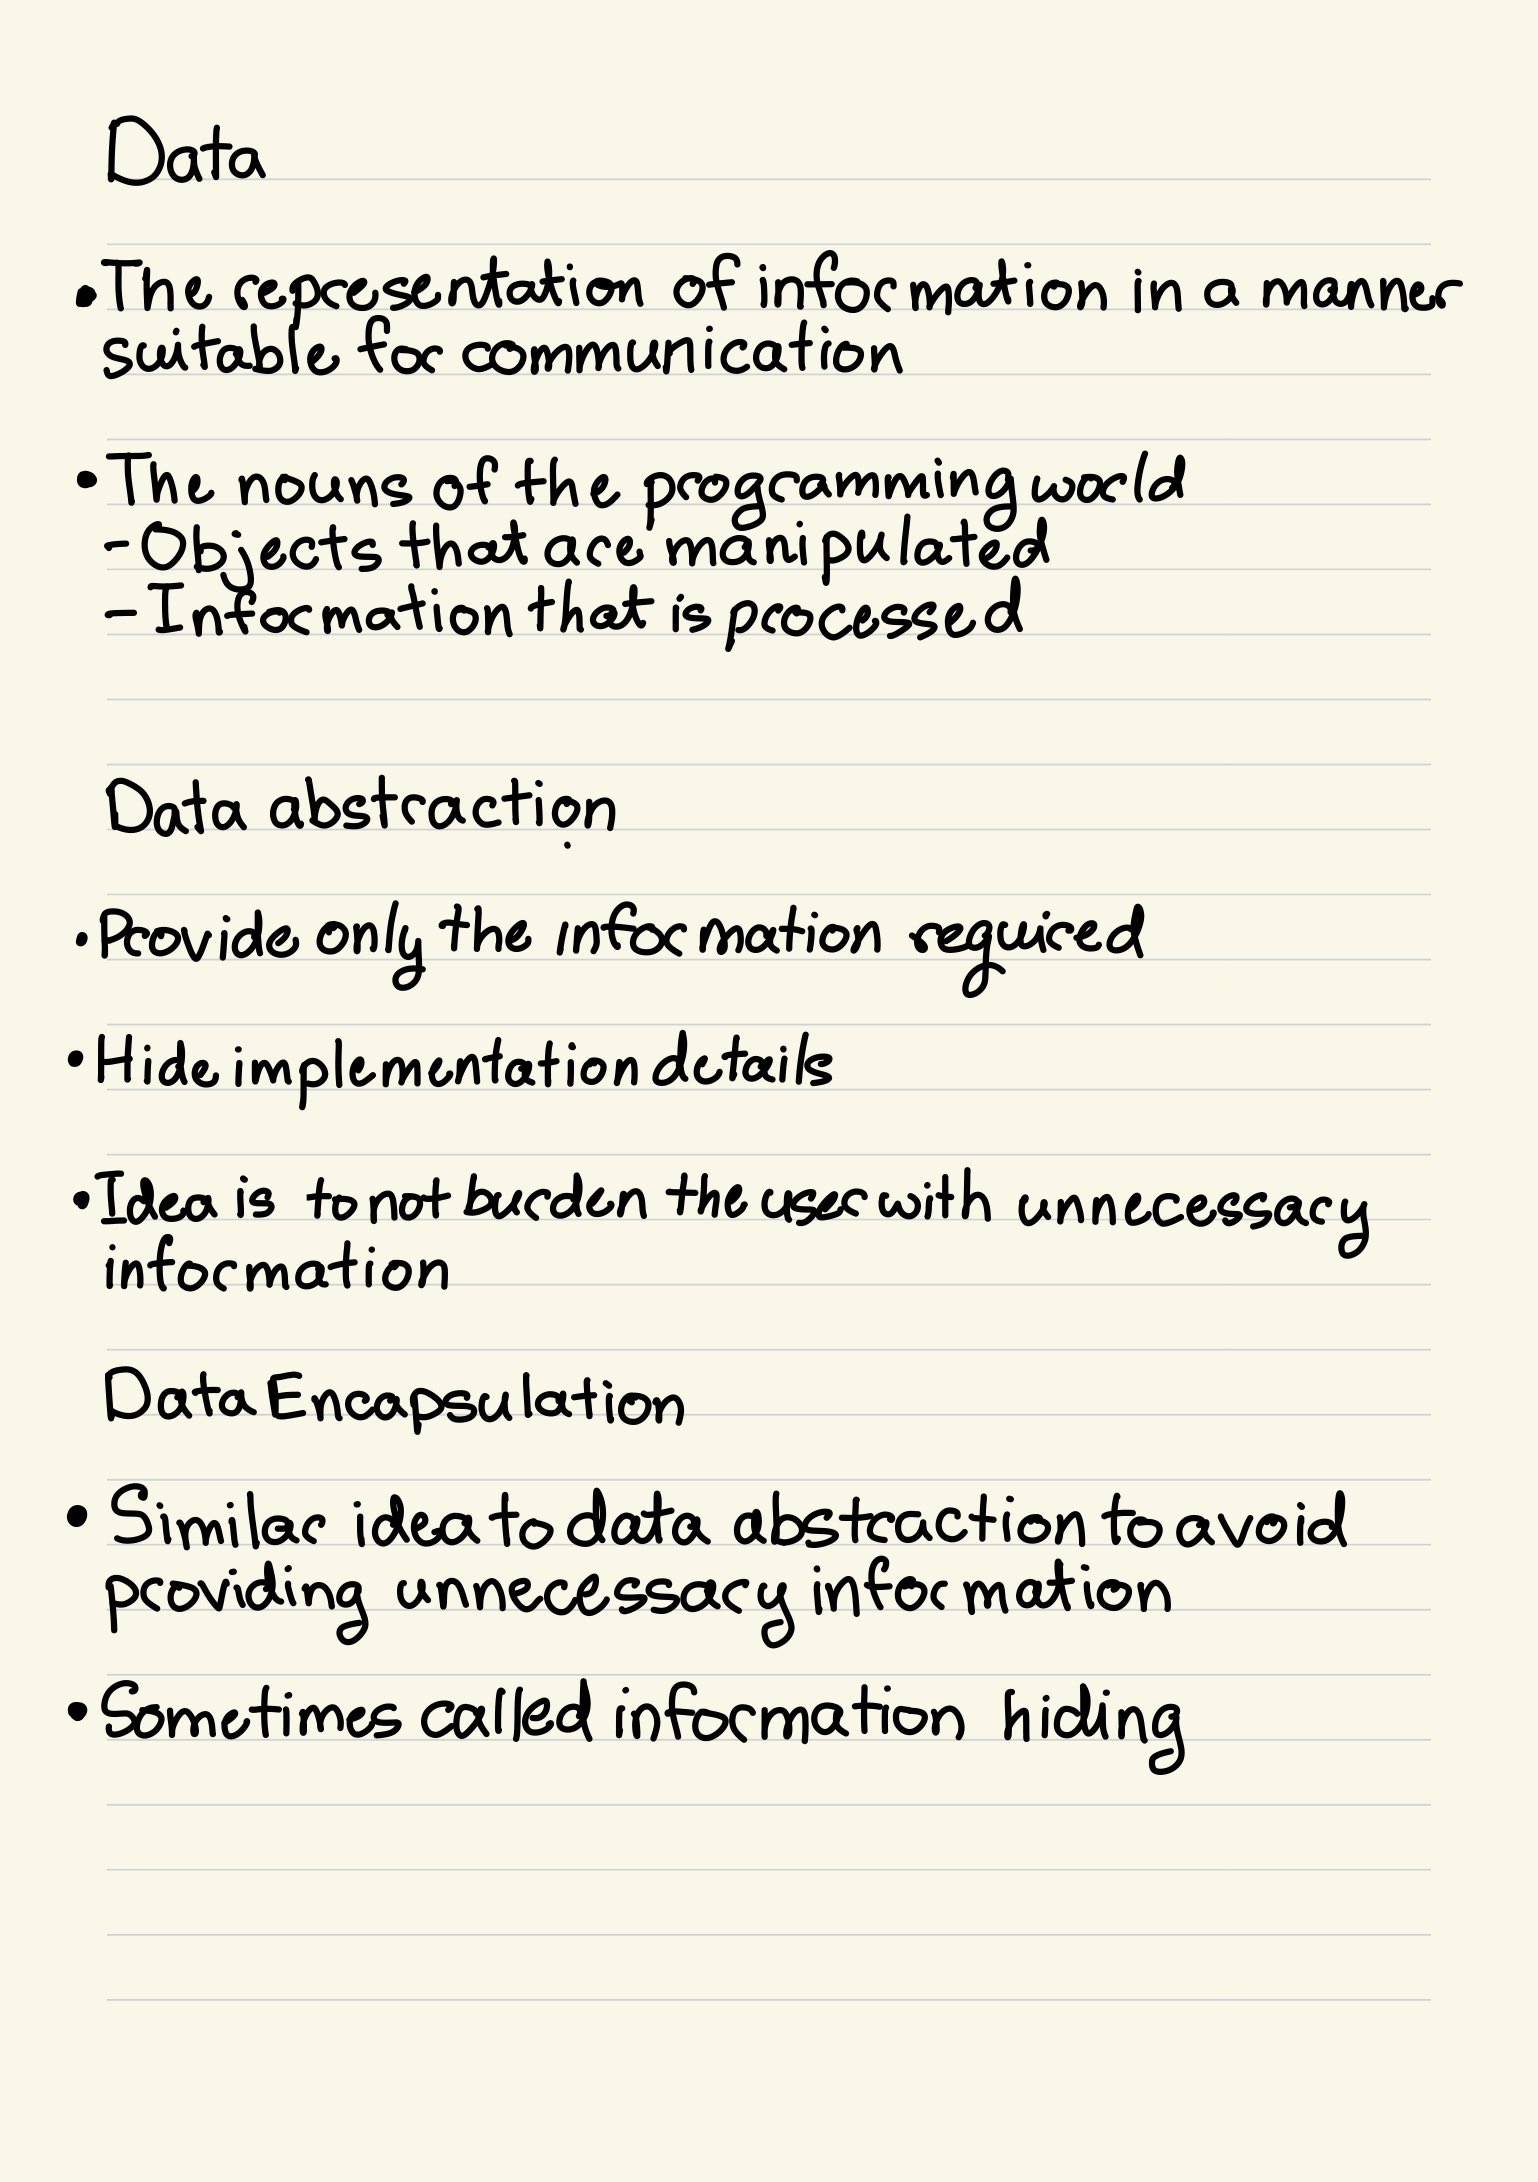 Data
• The representation of information in a manner
suitable for communication
• The nouns of the programming world
- Objects that are manipulated
- Information that is processed
Data abstraction
• Provide only the information required
• Hide implementation details
• Idea is to not burden the user with unnecessary
information
Data Encapsulation
• Similar idea to data abstraction to avoid
providing unnecessary information
• Sometimes called information hiding